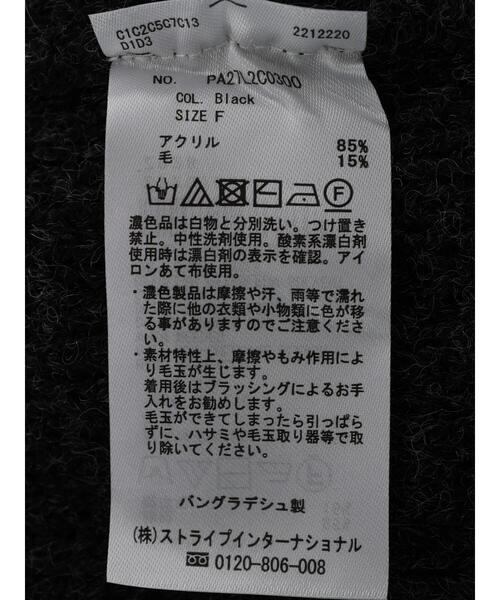 C1C2C5C7C13
D1D3
2212220
NO. PA27L2C0300
COL. Black
SIZE F
アクリル 85%
毛 15%
F
濃色品は白物と分別洗い。つけ置き
禁止。中性洗剤使用。酸素系漂白剤
使用時は漂白剤の表示を確認。アイ
ロンあて布使用。
・濃色製品は摩擦や汗、雨等で濡れ
た際に他の衣類や小物類に色が移
る事がありますのでご注意くださ
い。
・素材特性上、摩擦やもみ作用によ
り毛玉が生じます。
着用後はブラッシングによるお手
入れをお勧めします。
毛玉ができてしまったら引っぱら
ずに、ハサミや毛玉取り器等で取
り除いてください。
バングラデシュ製
(株)ストライプインターナショナル
0120-806-008